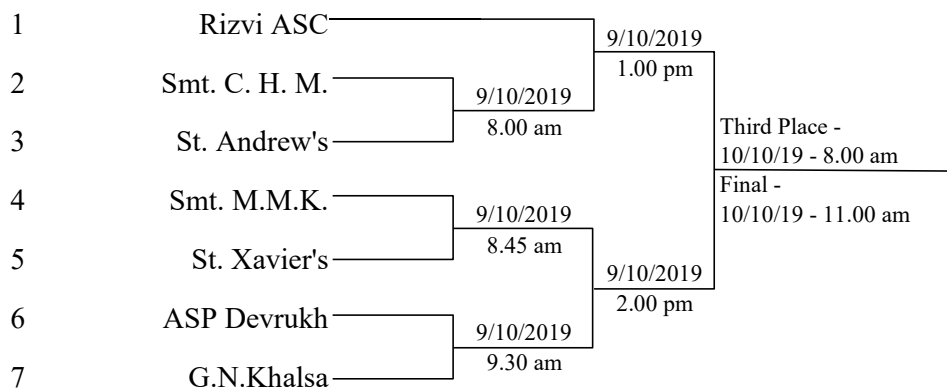 1 Rizvi ASC
9/10/2019
1.00 pm
2 Smt. C. H. M.
9/10/2019
8.00 am
3 St. Andrew's
Third Place -
10/10/19 - 8.00 am
Final -
10/10/19 - 11.00 am
4 Smt. M.M.K.
9/10/2019
8.45 am
5 St. Xavier's
9/10/2019
2.00 pm
6 ASP Devrukh
9/10/2019
9.30 am
7 G.N.Khalsa